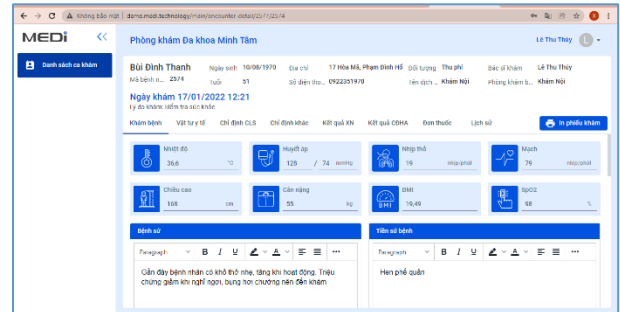 Không bảo mật | demo.medi.technology/main/encounter-detail/2577/2574
MEDi
Phòng khám Đa khoa Minh Tâm
Lê Thu Thủy
Danh sách ca khám
Bùi Đình Thanh Ngày sinh 10/08/1970 Địa chỉ 17 Hòa Mã, Phạm Đình Hổ Đối tượng Thu phí Bác sĩ khám Lê Thu Thủy
Mã bệnh n... 2574 Tuổi 51 Số điện tho... 0922351970 Tên dịch ... Khám Nội Phòng khám b... Khám Nội
Ngày khám 17/01/2022 12:21
Lý do khám: kiểm tra sức khỏe
Khám bệnh Vật tư y tế Chỉ định CLS Chỉ định khác Kết quả XN Kết quả CDHA Đơn thuốc Lịch sử In phiếu khám
Nhiệt độ Huyết áp Nhịp thở Mạch
36,6 °C 128 / 74 mmHg 19 nhịp/phút 79 nhịp/phút
Chiều cao Cân nặng BMI SpO2
168 cm 55 kg BMI 19,49 98 %
Bệnh sử Tiền sử bệnh
Paragraph B I U A Paragraph B I U A
Gần đây bệnh nhân có khó thở nhẹ, tăng khi hoạt động. Triệu Hen phế quản
chứng giảm khi nghỉ ngơi, bụng hơi chướng nên đến khám